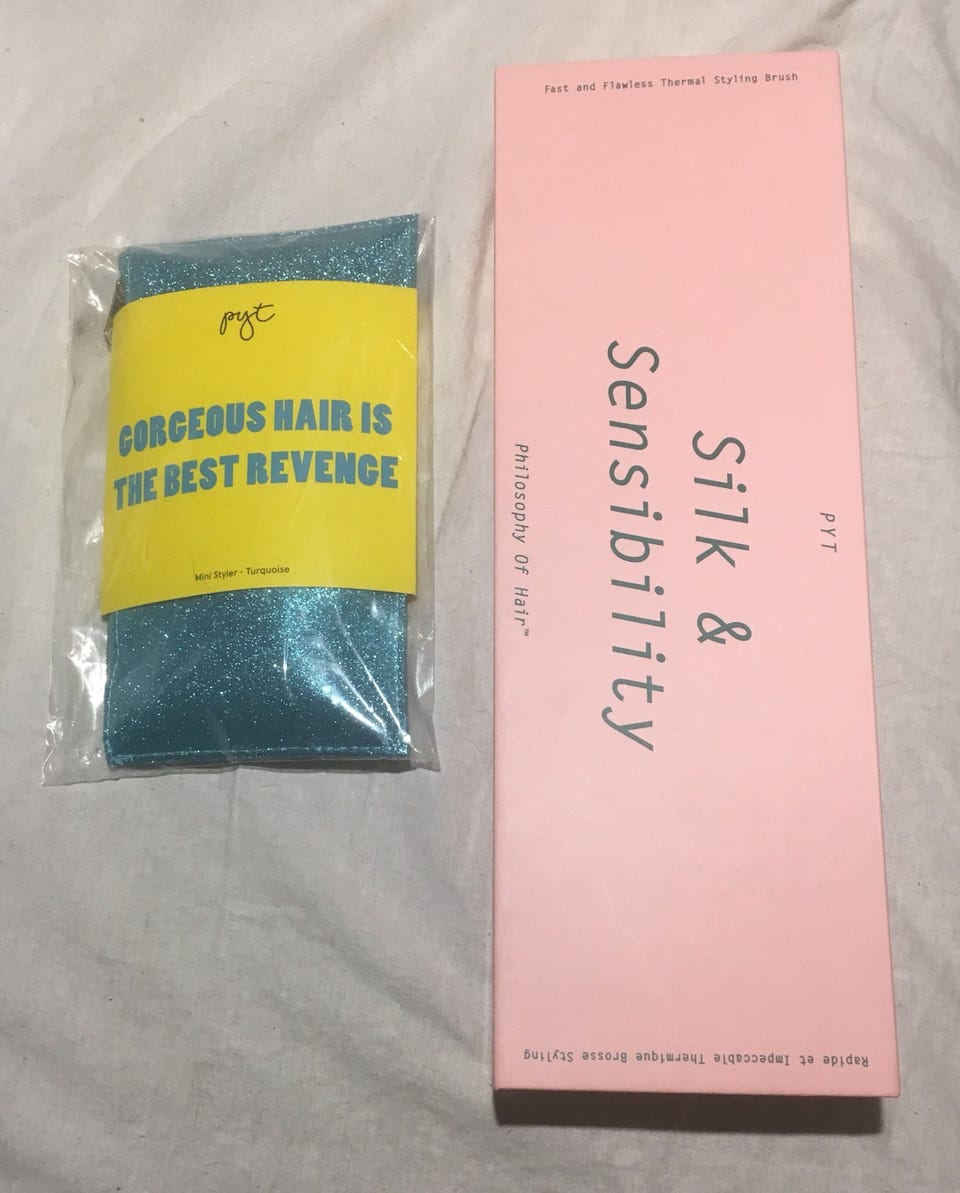 pyt
GORGEOUS HAIR IS
THE BEST REVENGE
Mini Styler - Turquoise
Fast and Flawless Thermal Styling Brush
PYT
Silk &
Sensibility
Philosophy Of Hair™
Rapide et Impeccable Thermique Brosse Styling